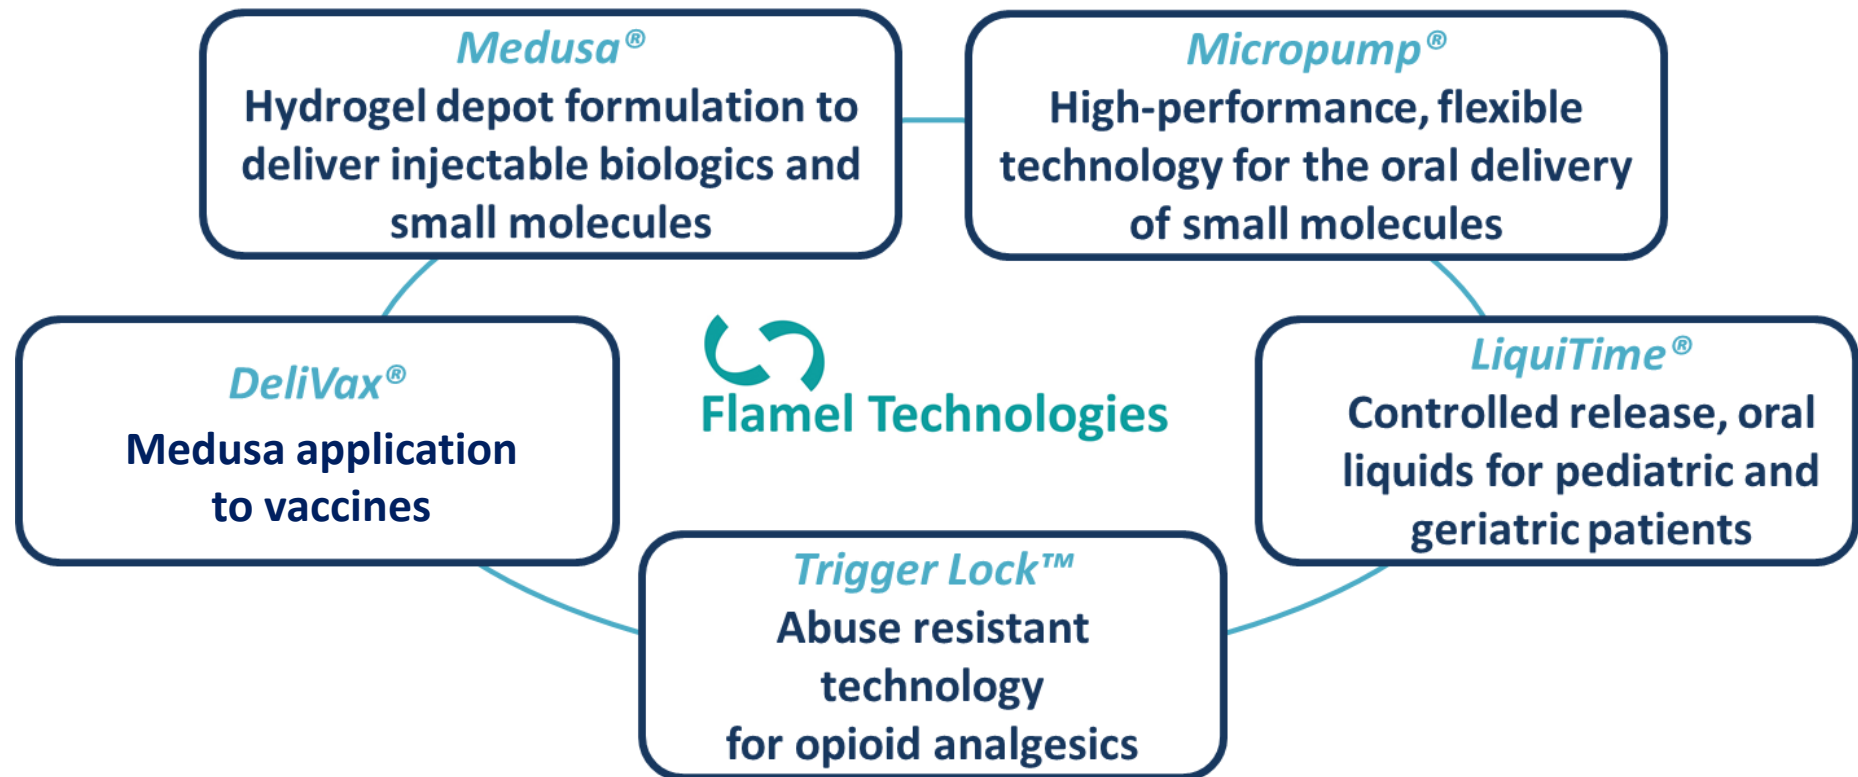 Medusa®
Hydrogel depot formulation to
deliver injectable biologics and
small molecules
Micropump®
High-performance, flexible
technology for the oral delivery
of small molecules
DeliVax®
Medusa application
to vaccines
Flamel Technologies
LiquiTime®
Controlled release, oral
liquids for pediatric and
geriatric patients
Trigger Lock™
Abuse resistant
technology
for opioid analgesics